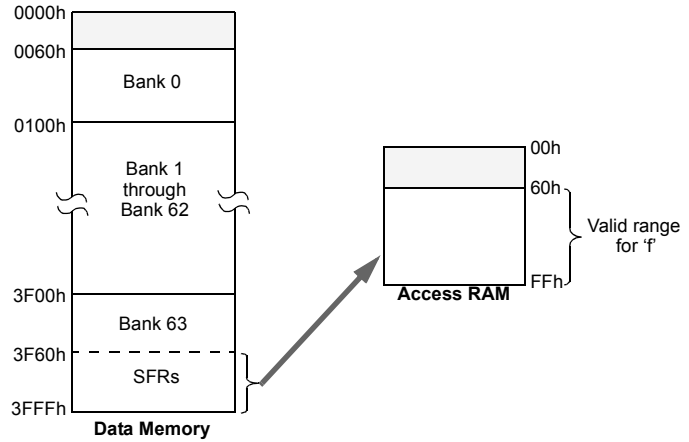 0000h
0060h
Bank 0
0100h
Bank 1
through
Bank 62
3F00h
Bank 63
3F60h
SFRs
3FFFh
Data Memory
00h
60h
Valid range
for ‘f’
FFh
Access RAM